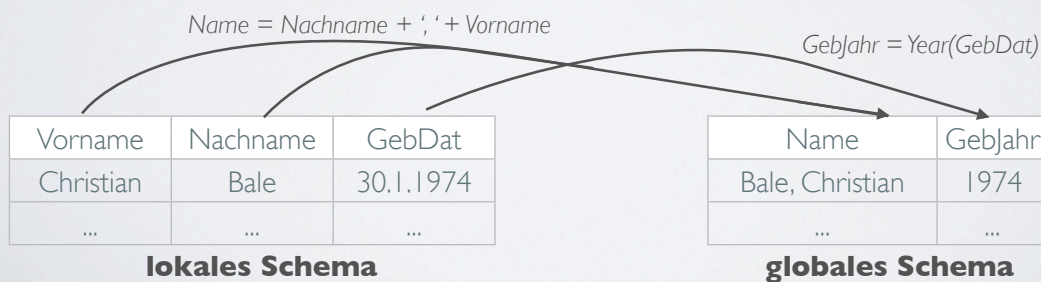 Name = Nachname + ‘, ‘ + Vorname
GebJahr = Year(GebDat)
Vorname Nachname GebDat
Christian Bale 30.1.1974
... ... ...
lokales Schema
Name GebJahr
Bale, Christian 1974
... ...
globales Schema